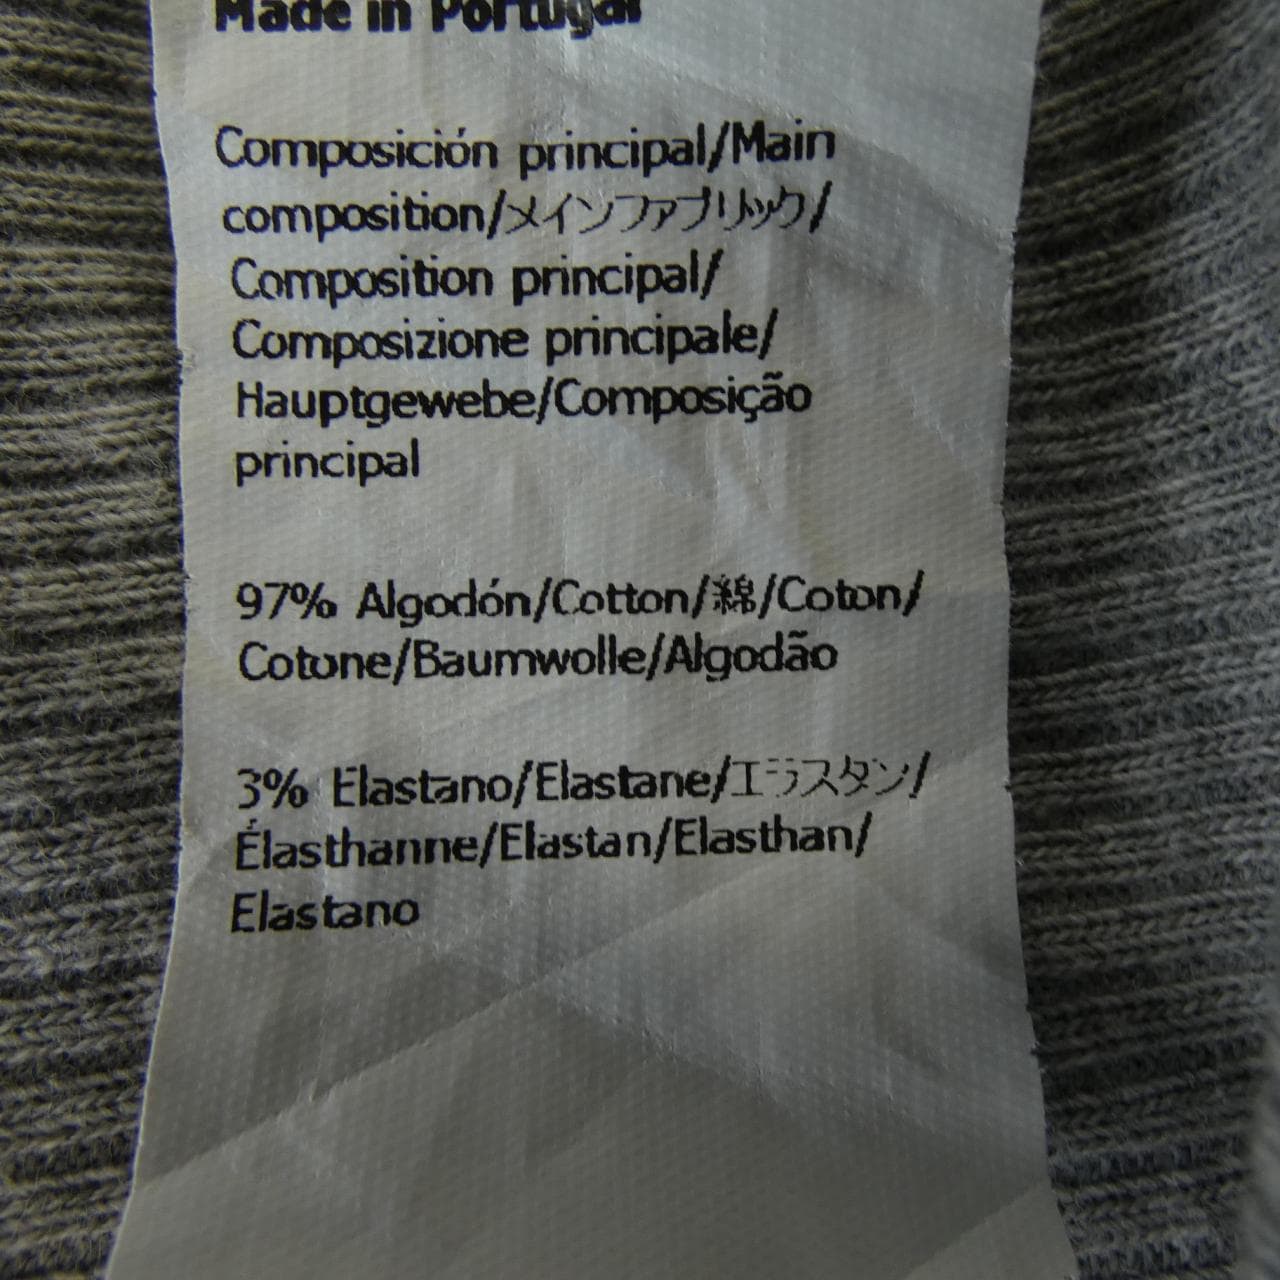 Made in Portugal
Composición principal/Main
composition/メインファブリック/
Composition principal/
Composizione principale/
Hauptgewebe/Composição
principal
97% Algodón/Cotton/綿/Coton/
Cotone/Baumwolle/Algodão
3% Elastano/Elastane/エラスタン/
Élasthanne/Elastan/Elasthan/
Elastano